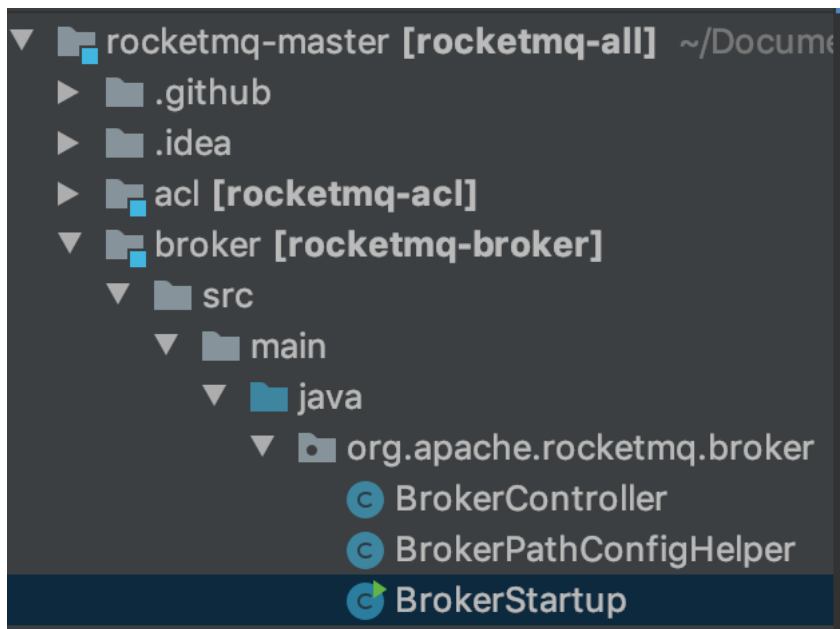 rocketmq-master [rocketmq-all] ~/Docume
.github
.idea
acl [rocketmq-acl]
broker [rocketmq-broker]
src
main
java
org.apache.rocketmq.broker
C BrokerController
C BrokerPathConfigHelper
C BrokerStartup